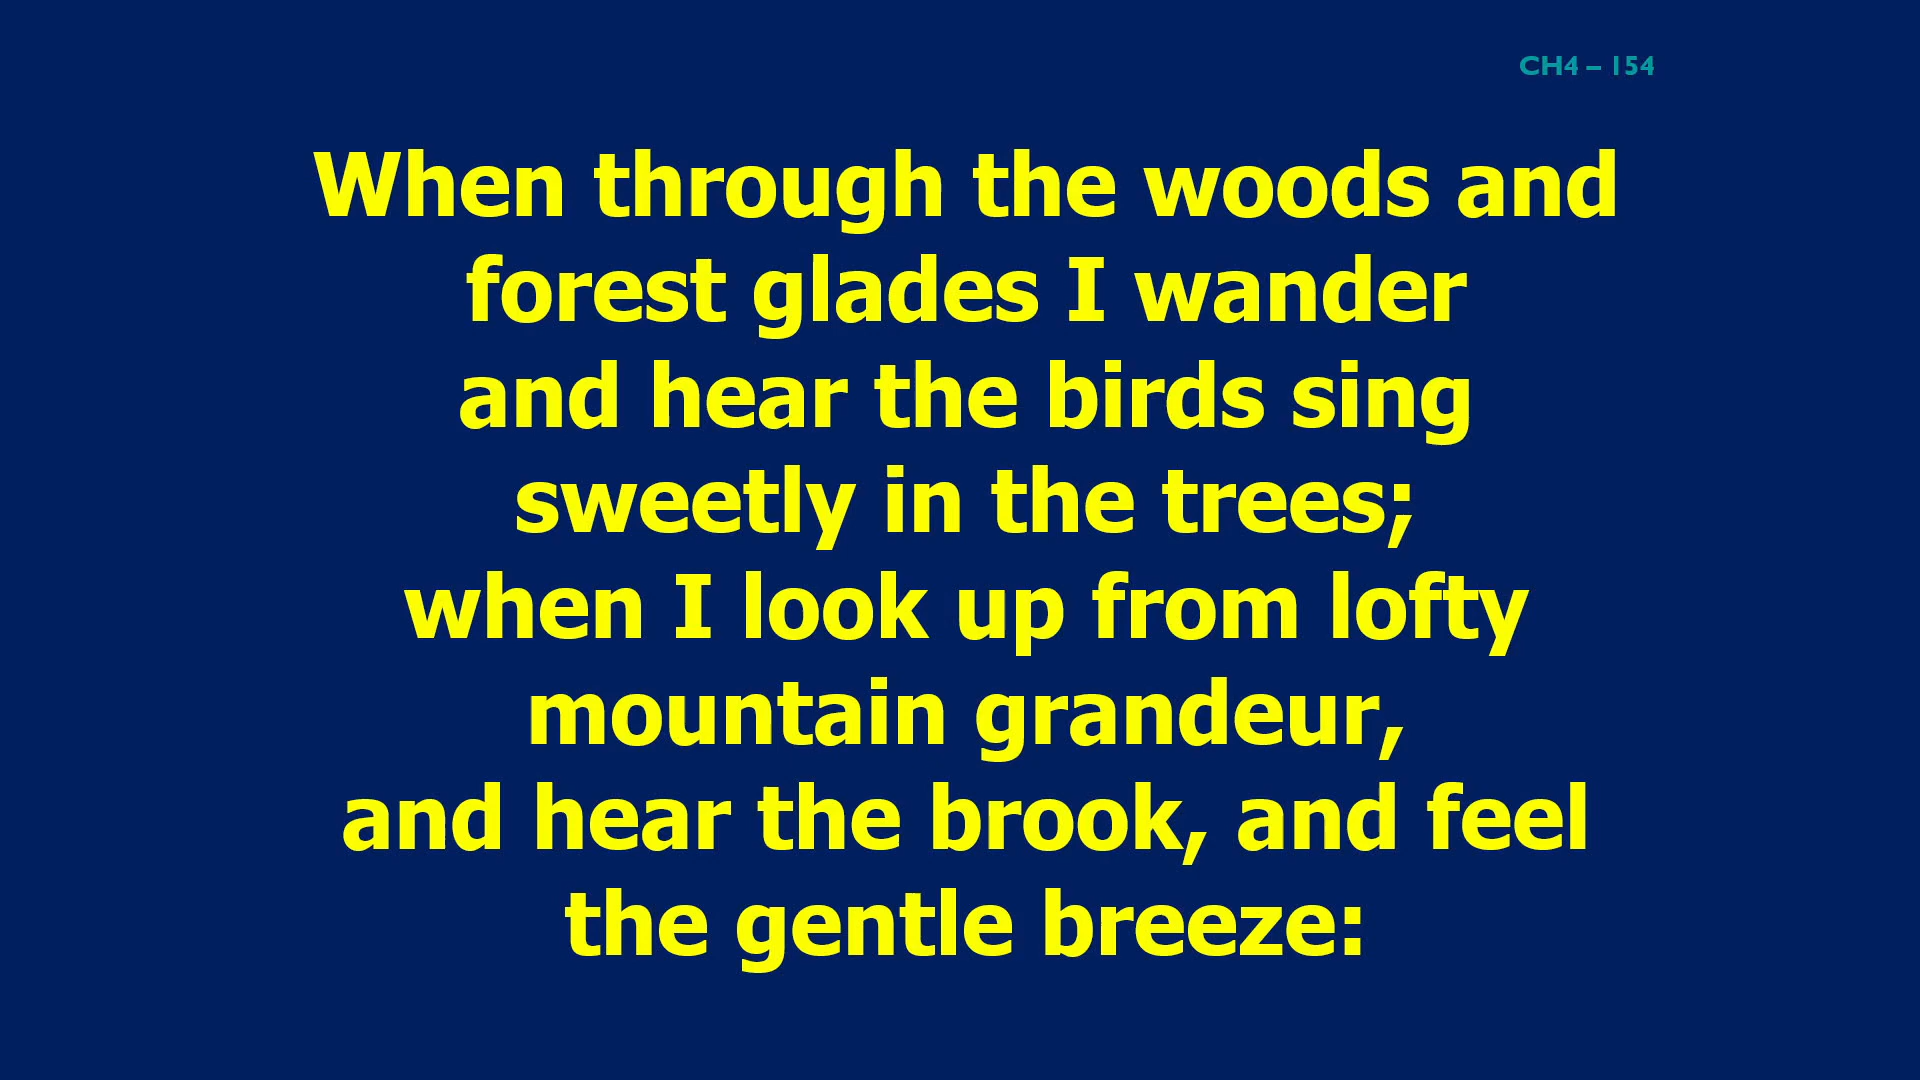 CH4 – 154
When through the woods and
forest glades I wander
and hear the birds sing
sweetly in the trees;
when I look up from lofty
mountain grandeur,
and hear the brook, and feel
the gentle breeze: